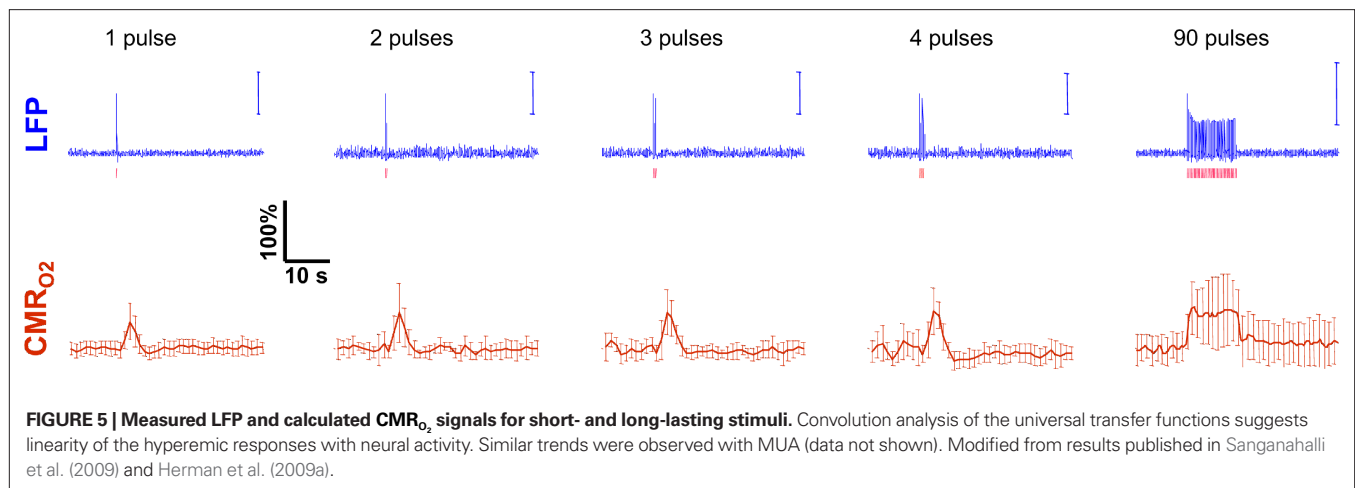 1 pulse 2 pulses 3 pulses 4 pulses 90 pulses
LFP
100%
10 s
CMRO2
FIGURE 5 | Measured LFP and calculated CMRO2 signals for short- and long-lasting stimuli. Convolution analysis of the universal transfer functions suggests
linearity of the hyperemic responses with neural activity. Similar trends were observed with MUA (data not shown). Modified from results published in Sanganahalli
et al. (2009) and Herman et al. (2009a).